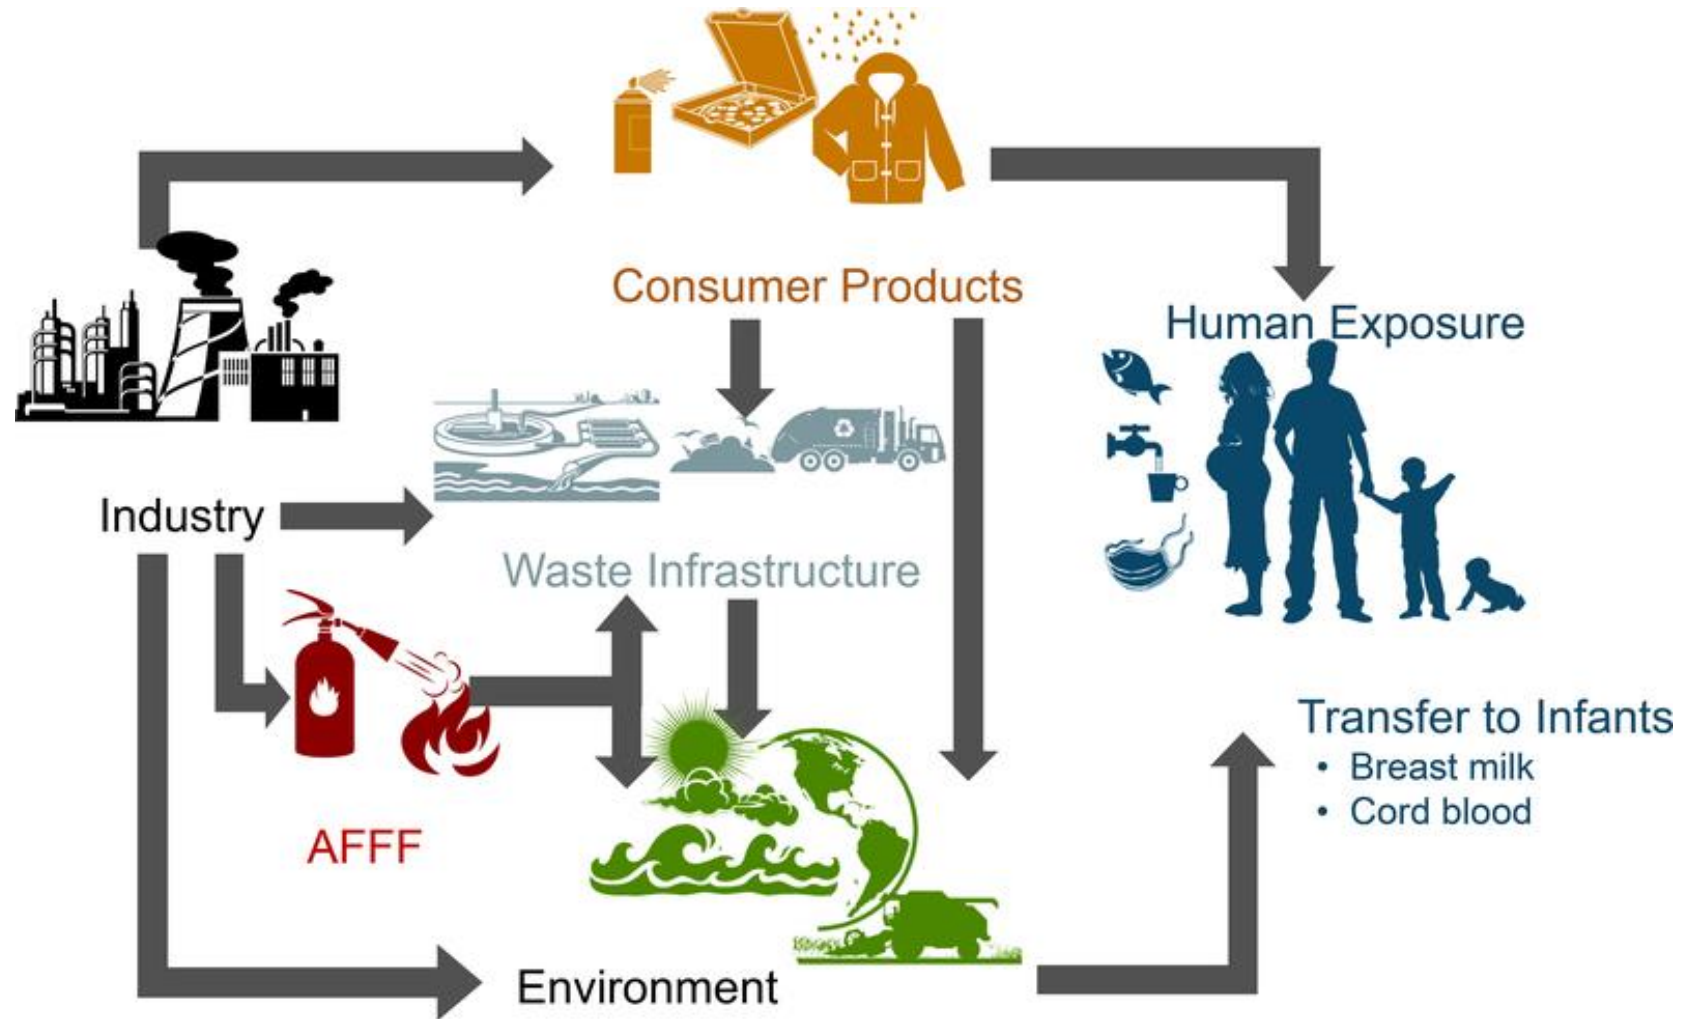 Consumer Products
Human Exposure
Industry
Waste Infrastructure
Transfer to Infants
• Breast milk
• Cord blood
AFFF
Environment